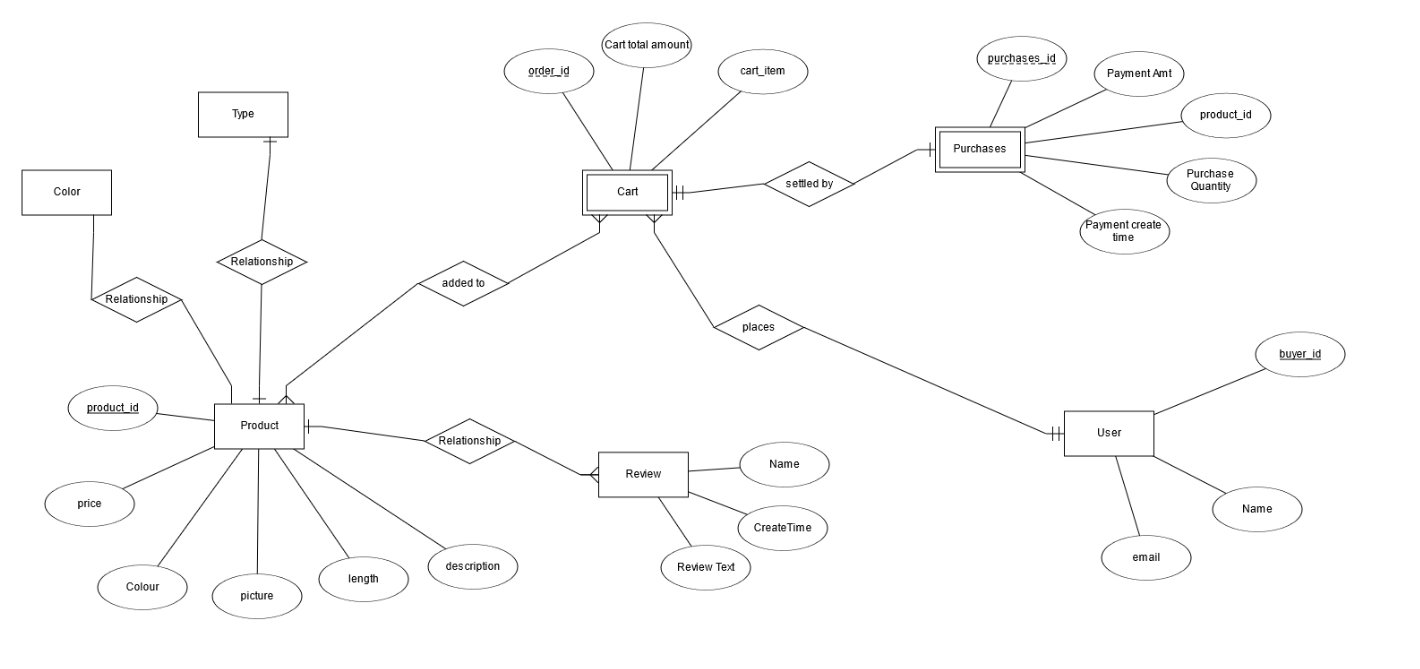 Cart total amount
order_id
cart_item
purchases_id
Payment Amt
Type
product_id
Purchases
Color
Cart
settled by
Purchase
Quantity
Payment create
time
Relationship
added to
Relationship
places
buyer_id
product_id
Product
Relationship
User
Name
Review
price
Name
CreateTime
email
description
Review Text
length
Colour
picture